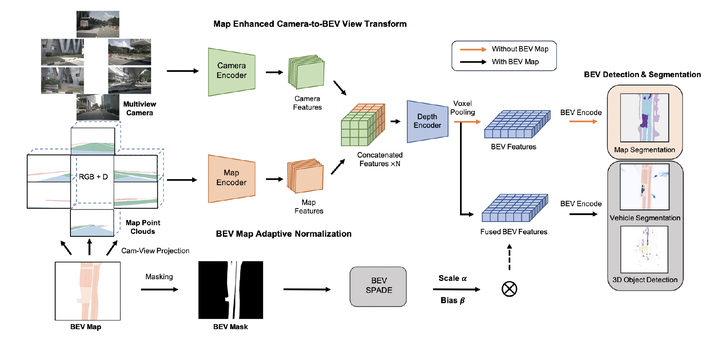 Map Enhanced Camera-to-BEV View Transform
Multiview
Camera
Camera
Encoder
Camera
Features
Without BEV Map
With BEV Map
BEV Detection & Segmentation
Concatenated
Features ×N
Depth
Encoder
Voxel
Pooling
BEV Features
BEV Encode
Map Segmentation
RGB + D
Map Point
Clouds
Map
Encoder
Map
Features
Fused BEV Features
BEV Encode
Vehicle Segmentation
3D Object Detection
BEV Map Adaptive Normalization
Cam-View Projection
BEV Map
Masking
BEV Mask
BEV
SPADE
Scale α
Bias β